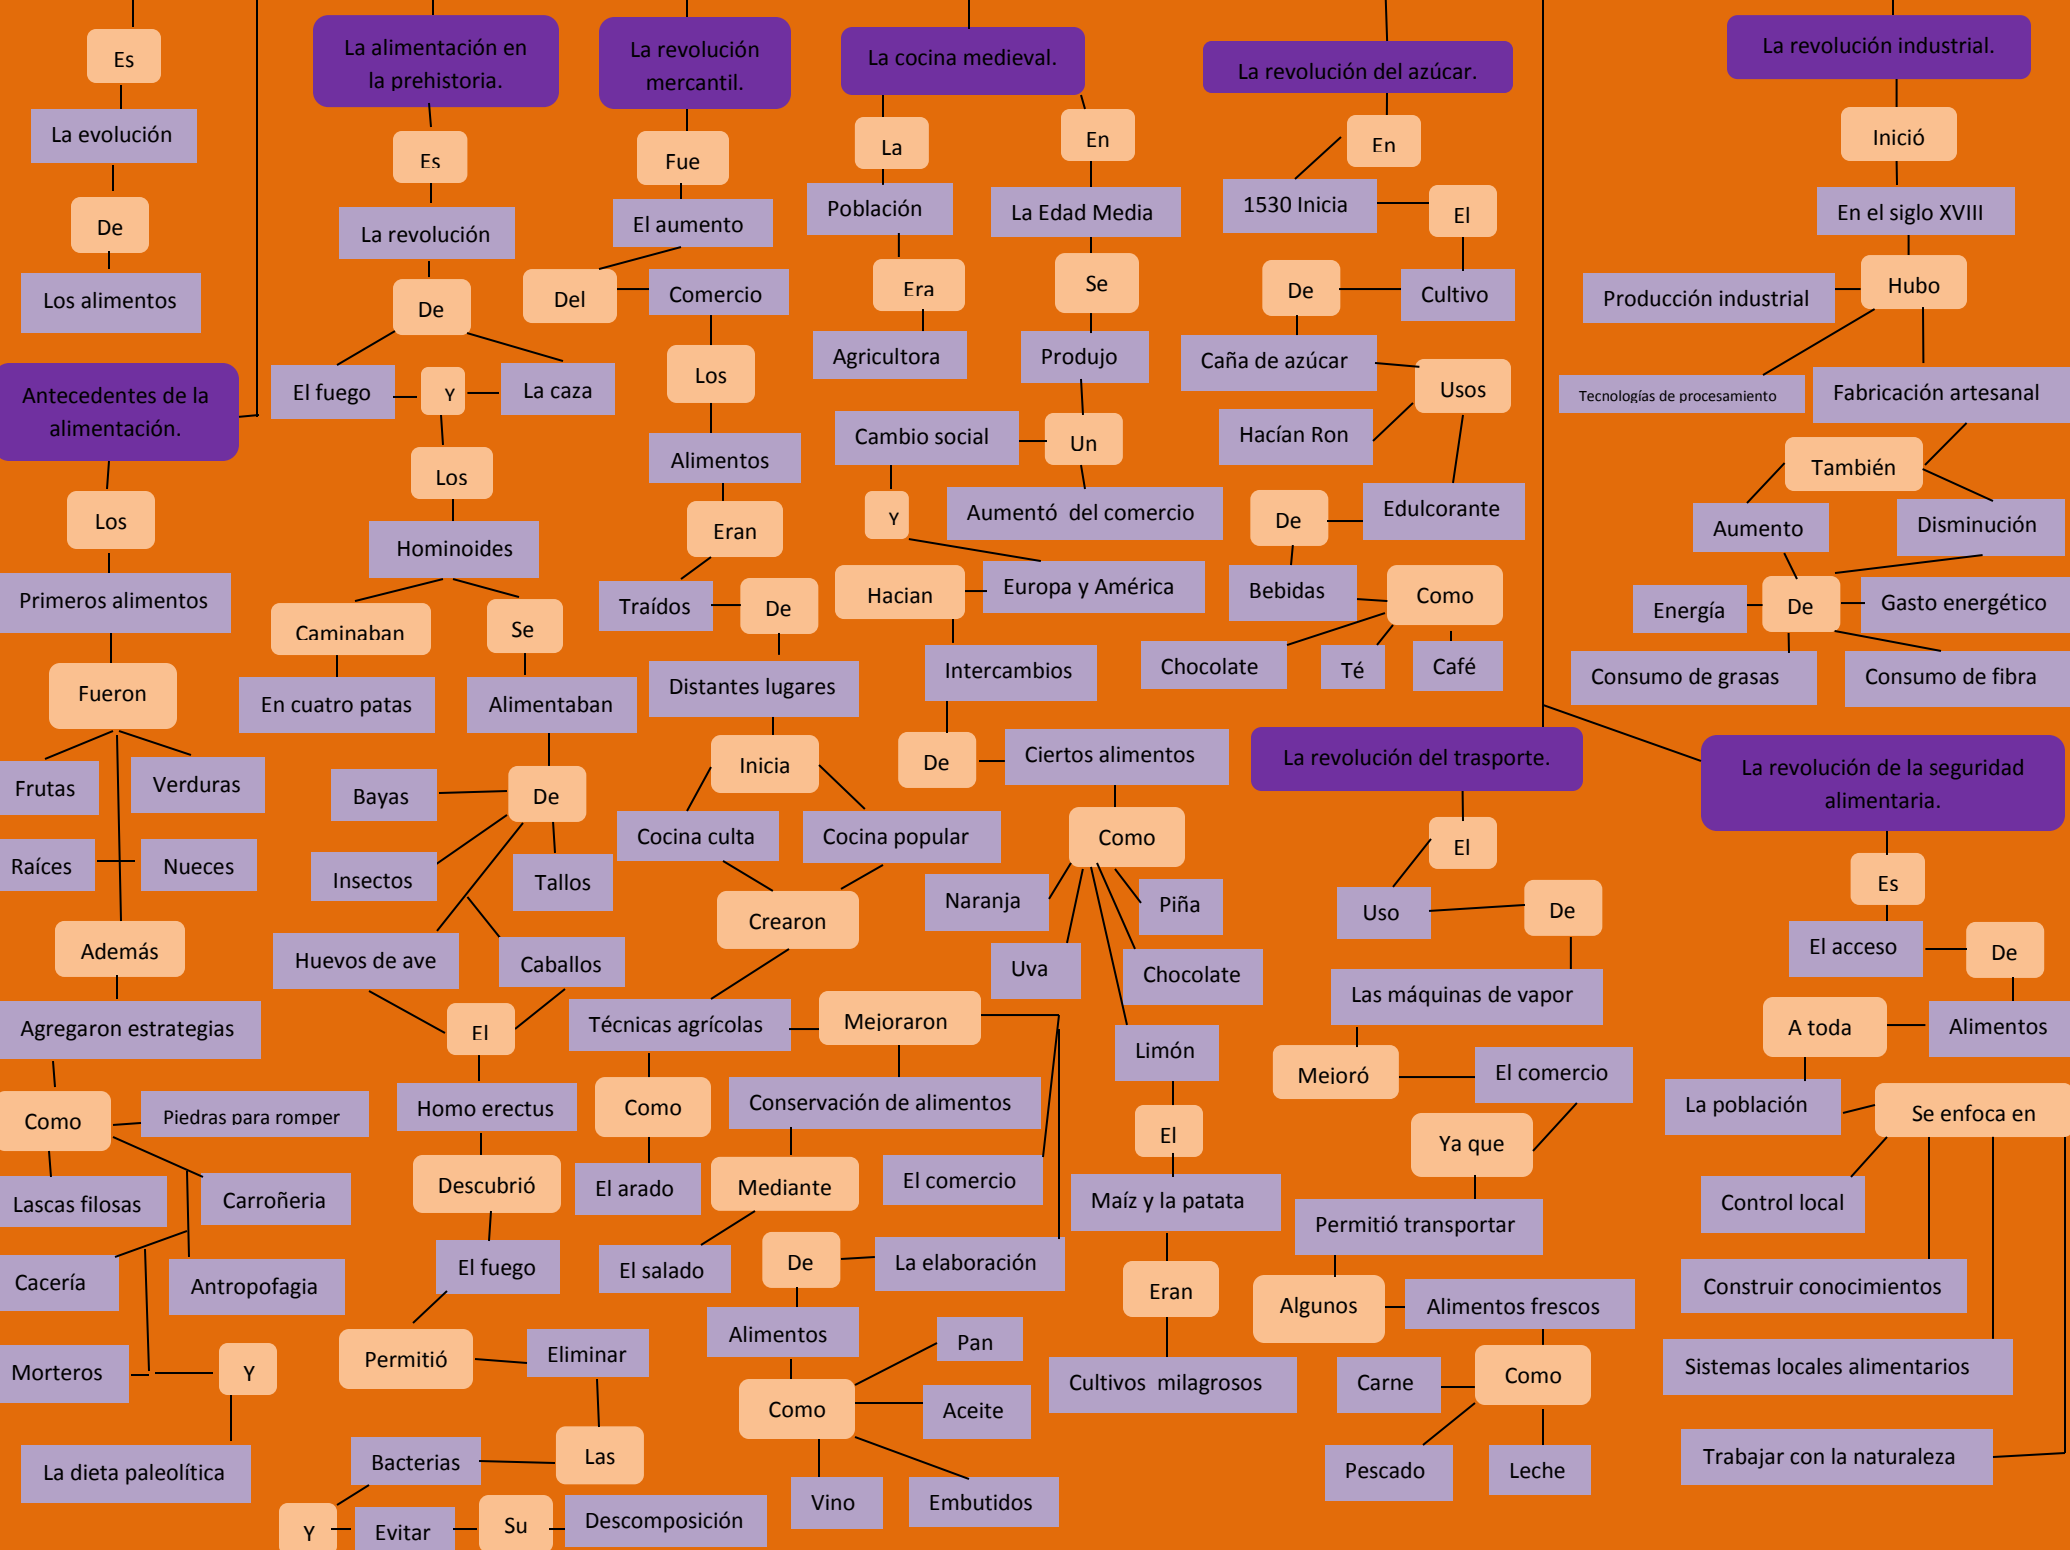 Es
La evolución
De
Los alimentos
Antecedentes de la
alimentación.
Los
Primeros alimentos
Fueron
Frutas
Verduras
Raíces
Nueces
Además
Agregaron estrategias
Como
Piedras para romper
Lascas filosas
Carroñeria
Cacería
Antropofagia
Morteros
Y
La dieta paleolítica
La alimentación en
la prehistoria.
Es
La revolución
De
El fuego
Y
La caza
Los
Hominoides
Caminaban
Se
En cuatro patas
Alimentaban
De
Bayas
Insectos
Tallos
Huevos de ave
Caballos
El
Homo erectus
Descubrió
El fuego
Permitió
Eliminar
Las
Bacterias
Y
Evitar
Su
Descomposición
La revolución
mercantil.
Fue
El aumento
Del
Comercio
Los
Alimentos
Eran
Traídos
De
Distantes lugares
Inicia
Cocina culta
Cocina popular
Crearon
Técnicas agrícolas
Mejoraron
Como
Conservación de alimentos
El arado
Mediante
El comercio
El salado
De
La elaboración
Alimentos
Como
Pan
Aceite
Vino
Embutidos
La cocina medieval.
La
Población
Era
Agricultora
En
La Edad Media
Se
Produjo
Un
Cambio social
Aumentó  del comercio
Y
Europa y América
Hacian
Intercambios
De
Ciertos alimentos
Como
Naranja
Piña
Uva
Chocolate
Limón
El
Maíz y la patata
Eran
Cultivos  milagrosos
La revolución del azúcar.
En
1530 Inicia
El
Cultivo
De
Caña de azúcar
Usos
Hacían Ron
Edulcorante
De
Bebidas
Como
Chocolate
Té
Café
La revolución del trasporte.
El
Uso
De
Las máquinas de vapor
Mejoró
El comercio
Ya que
Permitió transportar
Algunos
Alimentos frescos
Como
Carne
Pescado
Leche
La revolución industrial.
Inició
En el siglo XVIII
Hubo
Producción industrial
Tecnologías de procesamiento
Fabricación artesanal
También
Aumento
Disminución
De
Energía
Gasto energético
Consumo de grasas
Consumo de fibra
La revolución de la seguridad
alimentaria.
Es
El acceso
De
Alimentos
A toda
La población
Se enfoca en
Control local
Construir conocimientos
Sistemas locales alimentarios
Trabajar con la naturaleza